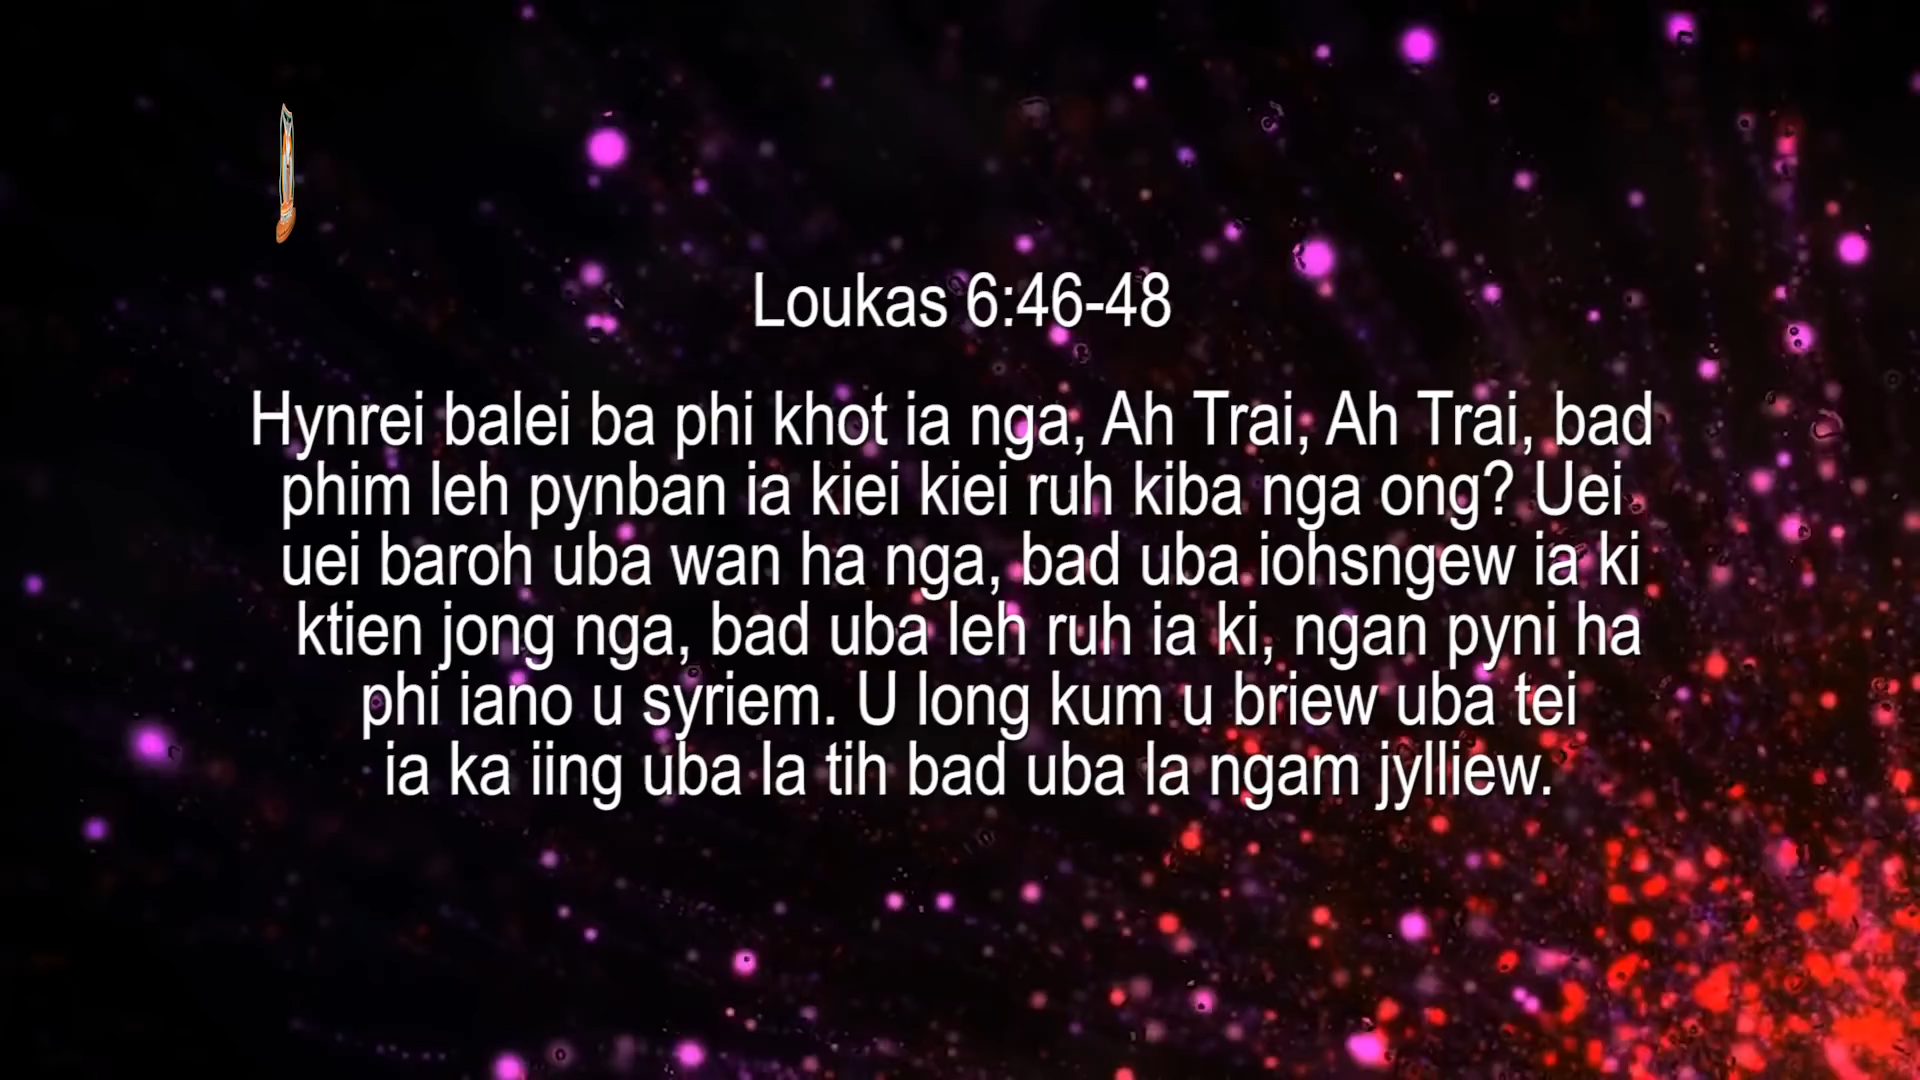 Loukas 6:46-48
Hynrei balei ba phi khot ia nga, Ah Trai, Ah Trai, bad
phim leh pynban ia kiei kiei ruh kiba nga ong? Uei
uei baroh uba wan ha nga, bad uba iohsngew ia ki
ktien jong nga, bad uba leh ruh ia ki, ngan pyni ha
phi iano u syriem. U long kum u briew uba tei
ia ka iing uba la tih bad uba la ngam jylliew.